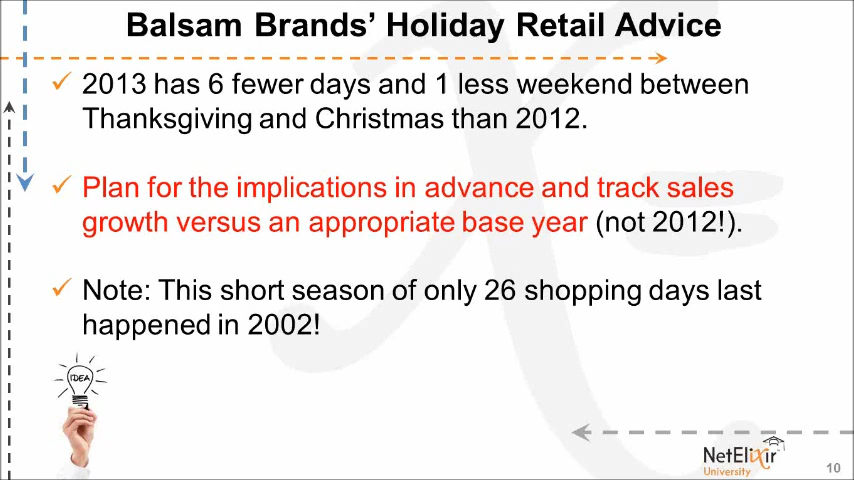 Balsam Brands’ Holiday Retail Advice
2013 has 6 fewer days and 1 less weekend between
Thanksgiving and Christmas than 2012.
Plan for the implications in advance and track sales
growth versus an appropriate base year (not 2012!).
Note: This short season of only 26 shopping days last
happened in 2002!
IDEA
NetElixir
University
10